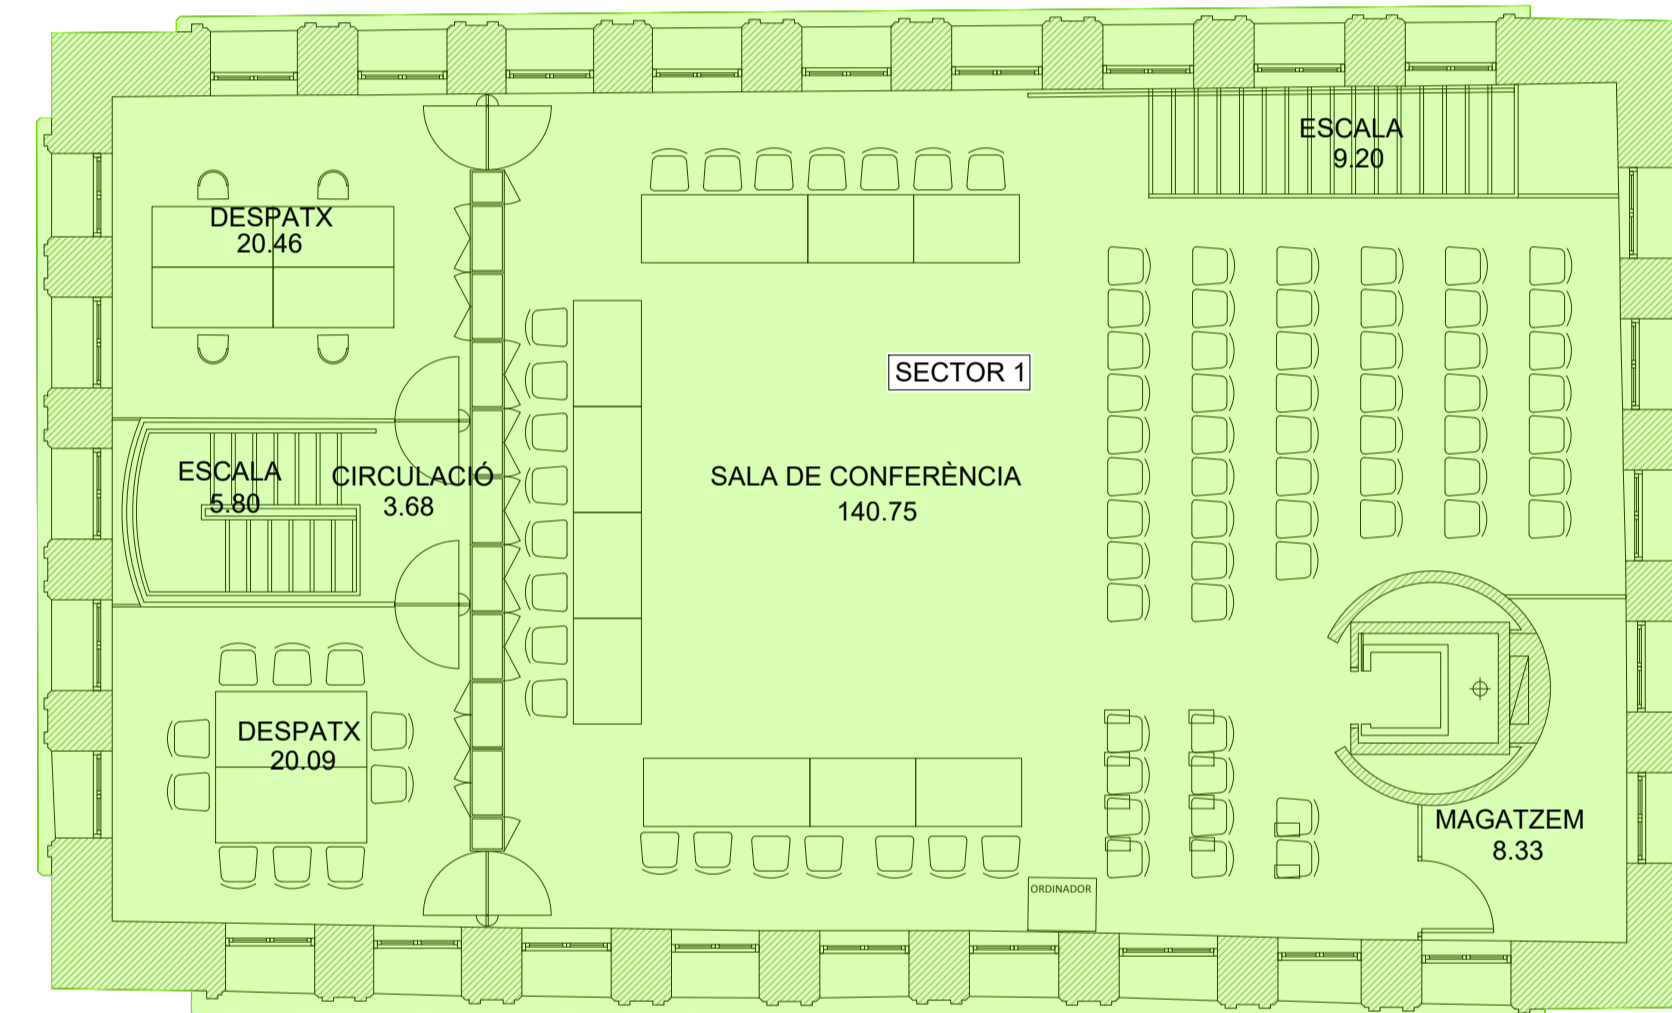 ESCALA
9.20
DESPATX
20.46
SECTOR 1
ESCALA
5.80
CIRCULACIÓ
3.68
SALA DE CONFERÈNCIA
140.75
DESPATX
20.09
MAGATZEM
8.33
ORDINADOR